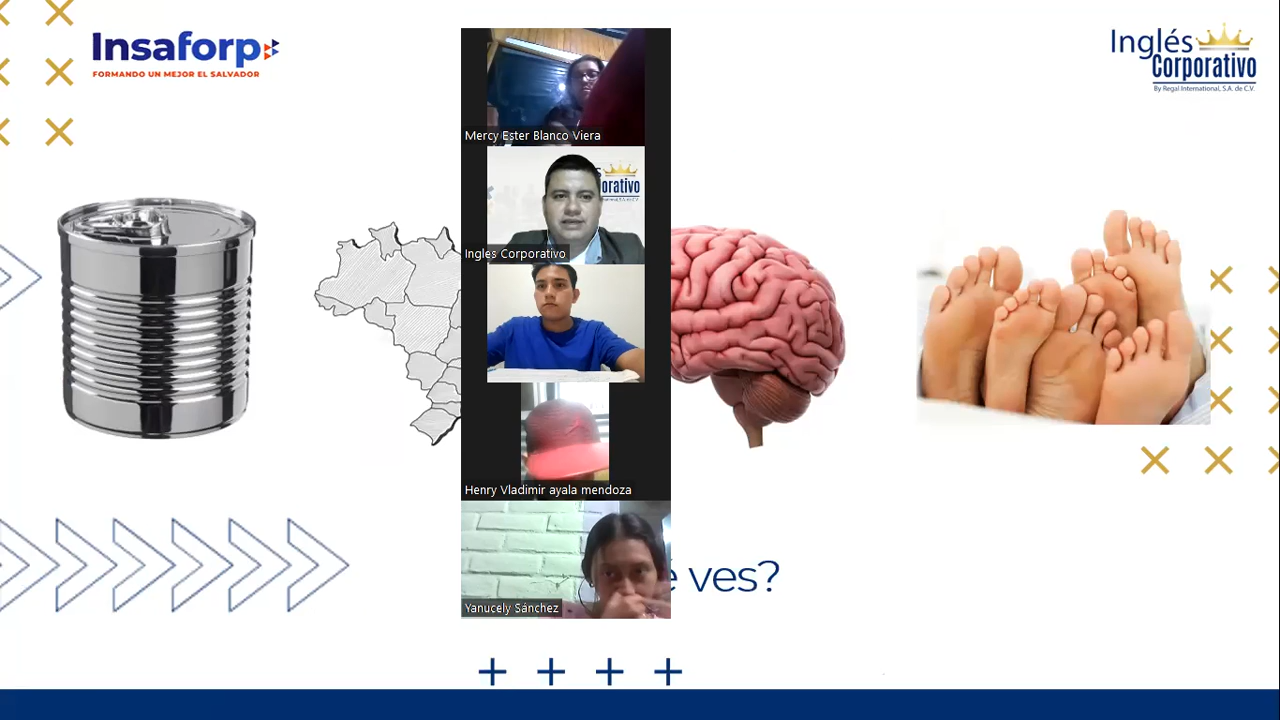 Insaforp
FORMANDO UN MEJOR EL SALVADOR
Inglés
Corporativo
By Regal International, S.A. de C.V.
Mercy Ester Blanco Viera
orativo
Ingles Corporativo
Henry Vladimir ayala mendoza
Yanucely Sánchez
ves?